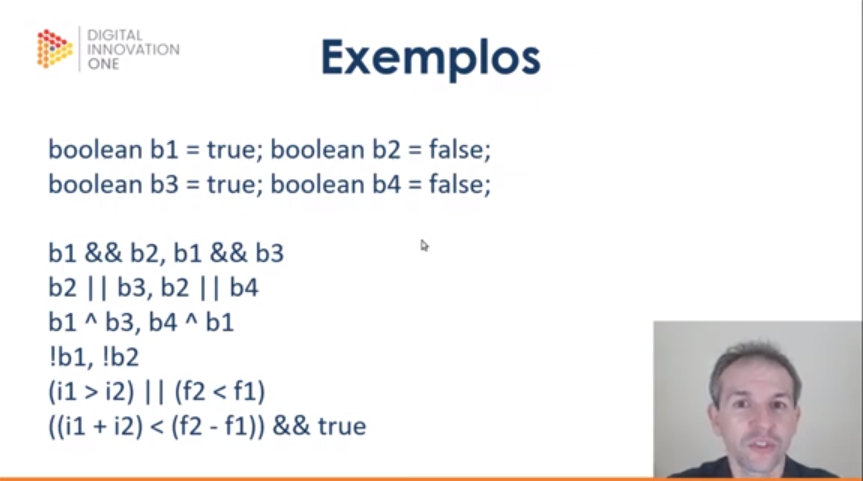 DIGITAL
INNOVATION
ONE
Exemplos
boolean b1 = true; boolean b2 = false;
boolean b3 = true; boolean b4 = false;
b1 && b2, b1 && b3
b2 || b3, b2 || b4
b1 ^ b3, b4 ^ b1
!b1, !b2
(i1 > i2) || (f2 < f1)
((i1 + i2) < (f2 - f1)) && true